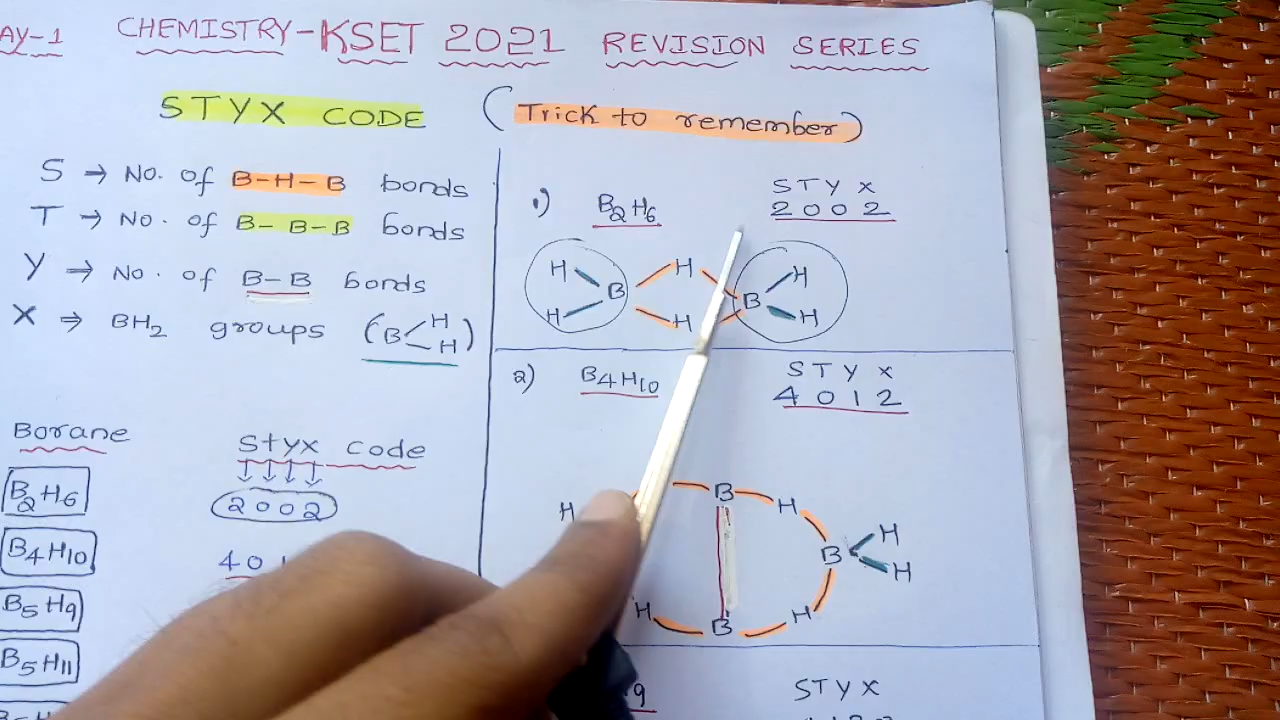 AY-1 CHEMISTRY-KSET 2021 REVISION SERIES
STYX CODE (Trick to remember)
S → No. of B-H-B bonds
T → No. of B-B-B bonds
Y → No. of B-B bonds
X ⇒ BH2 groups (B H H)
Borane Styx code
B2H6 2002
B4H10 401
B5H9
B5H11
1) B2H6 STYX
2002
H H
H B B H
H H
2) B4H10 STYX
4012
B H
H
B H
H
H H
B
9 STYX